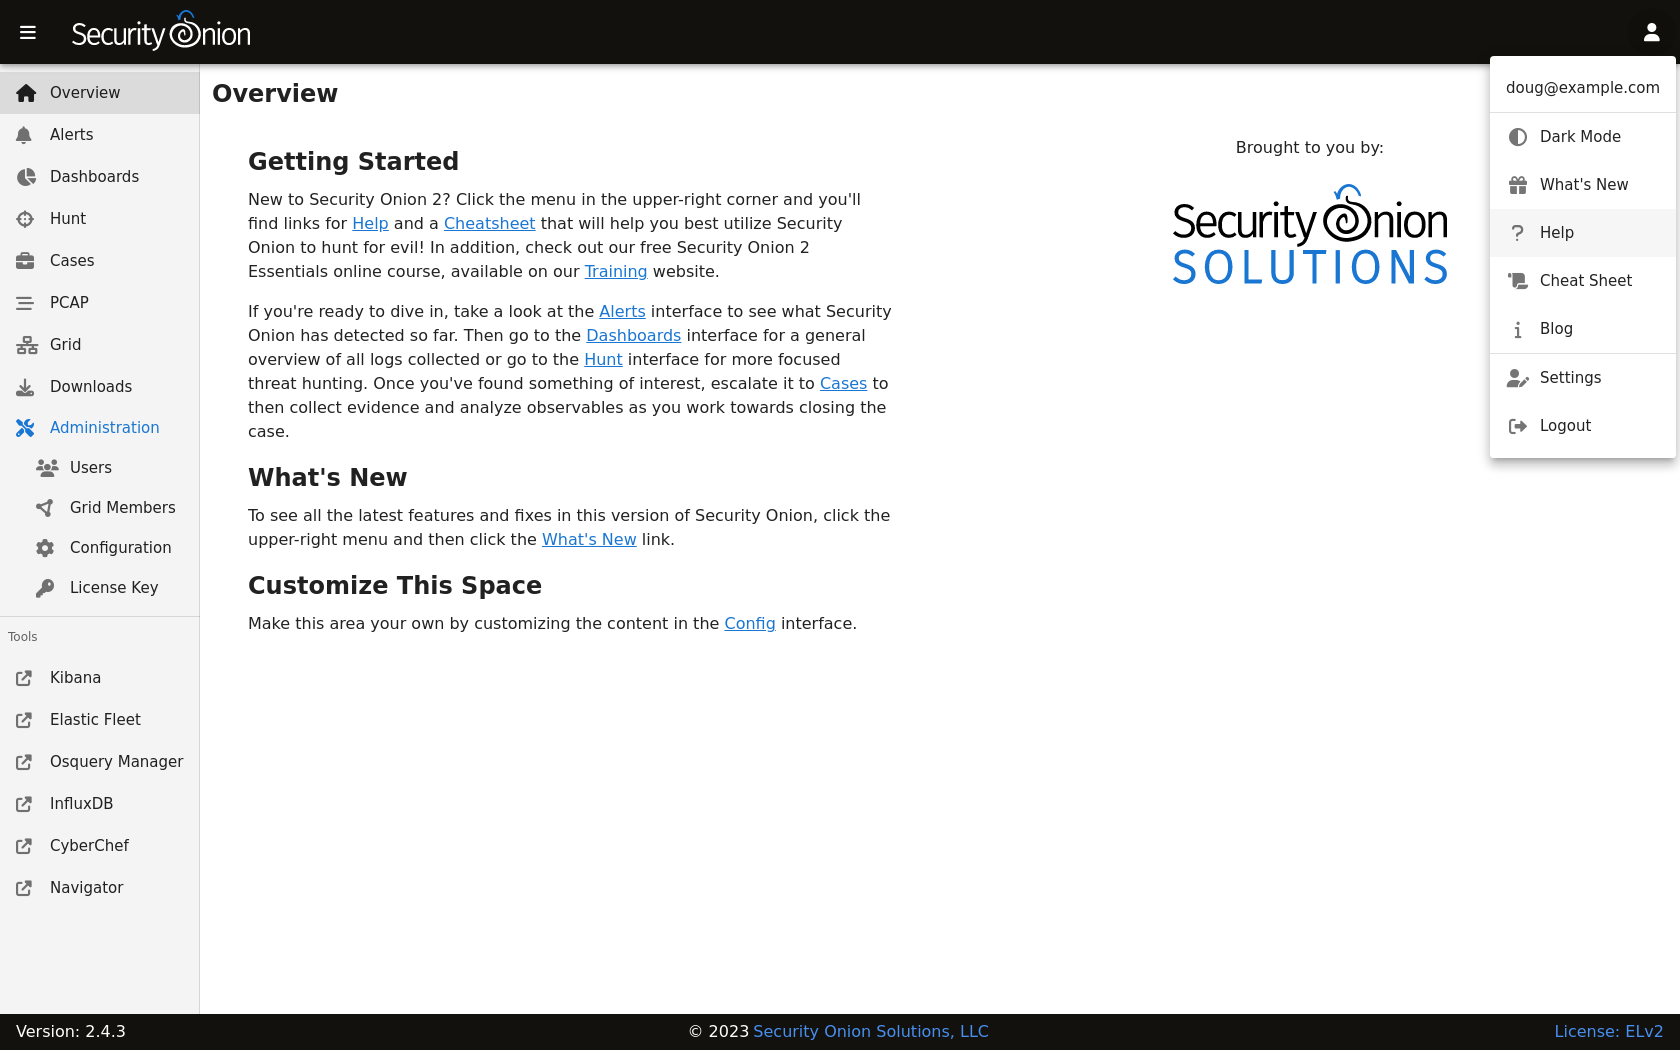 Security Onion
Overview
Alerts
Dashboards
Hunt
Cases
PCAP
Grid
Downloads
Administration
Users
Grid Members
Configuration
License Key
Tools
Kibana
Elastic Fleet
Osquery Manager
InfluxDB
CyberChef
Navigator
Overview
Getting Started
New to Security Onion 2? Click the menu in the upper-right corner and you'll
find links for Help and a Cheatsheet that will help you best utilize Security
Onion to hunt for evil! In addition, check out our free Security Onion 2
Essentials online course, available on our Training website.
If you're ready to dive in, take a look at the Alerts interface to see what Security
Onion has detected so far. Then go to the Dashboards interface for a general
overview of all logs collected or go to the Hunt interface for more focused
threat hunting. Once you've found something of interest, escalate it to Cases to
then collect evidence and analyze observables as you work towards closing the
case.
What's New
To see all the latest features and fixes in this version of Security Onion, click the
upper-right menu and then click the What's New link.
Customize This Space
Make this area your own by customizing the content in the Config interface.
Brought to you by:
Security Onion
SOLUTIONS
doug@example.com
Dark Mode
What's New
Help
Cheat Sheet
Blog
Settings
Logout
Version: 2.4.3
© 2023 Security Onion Solutions, LLC
License: ELv2